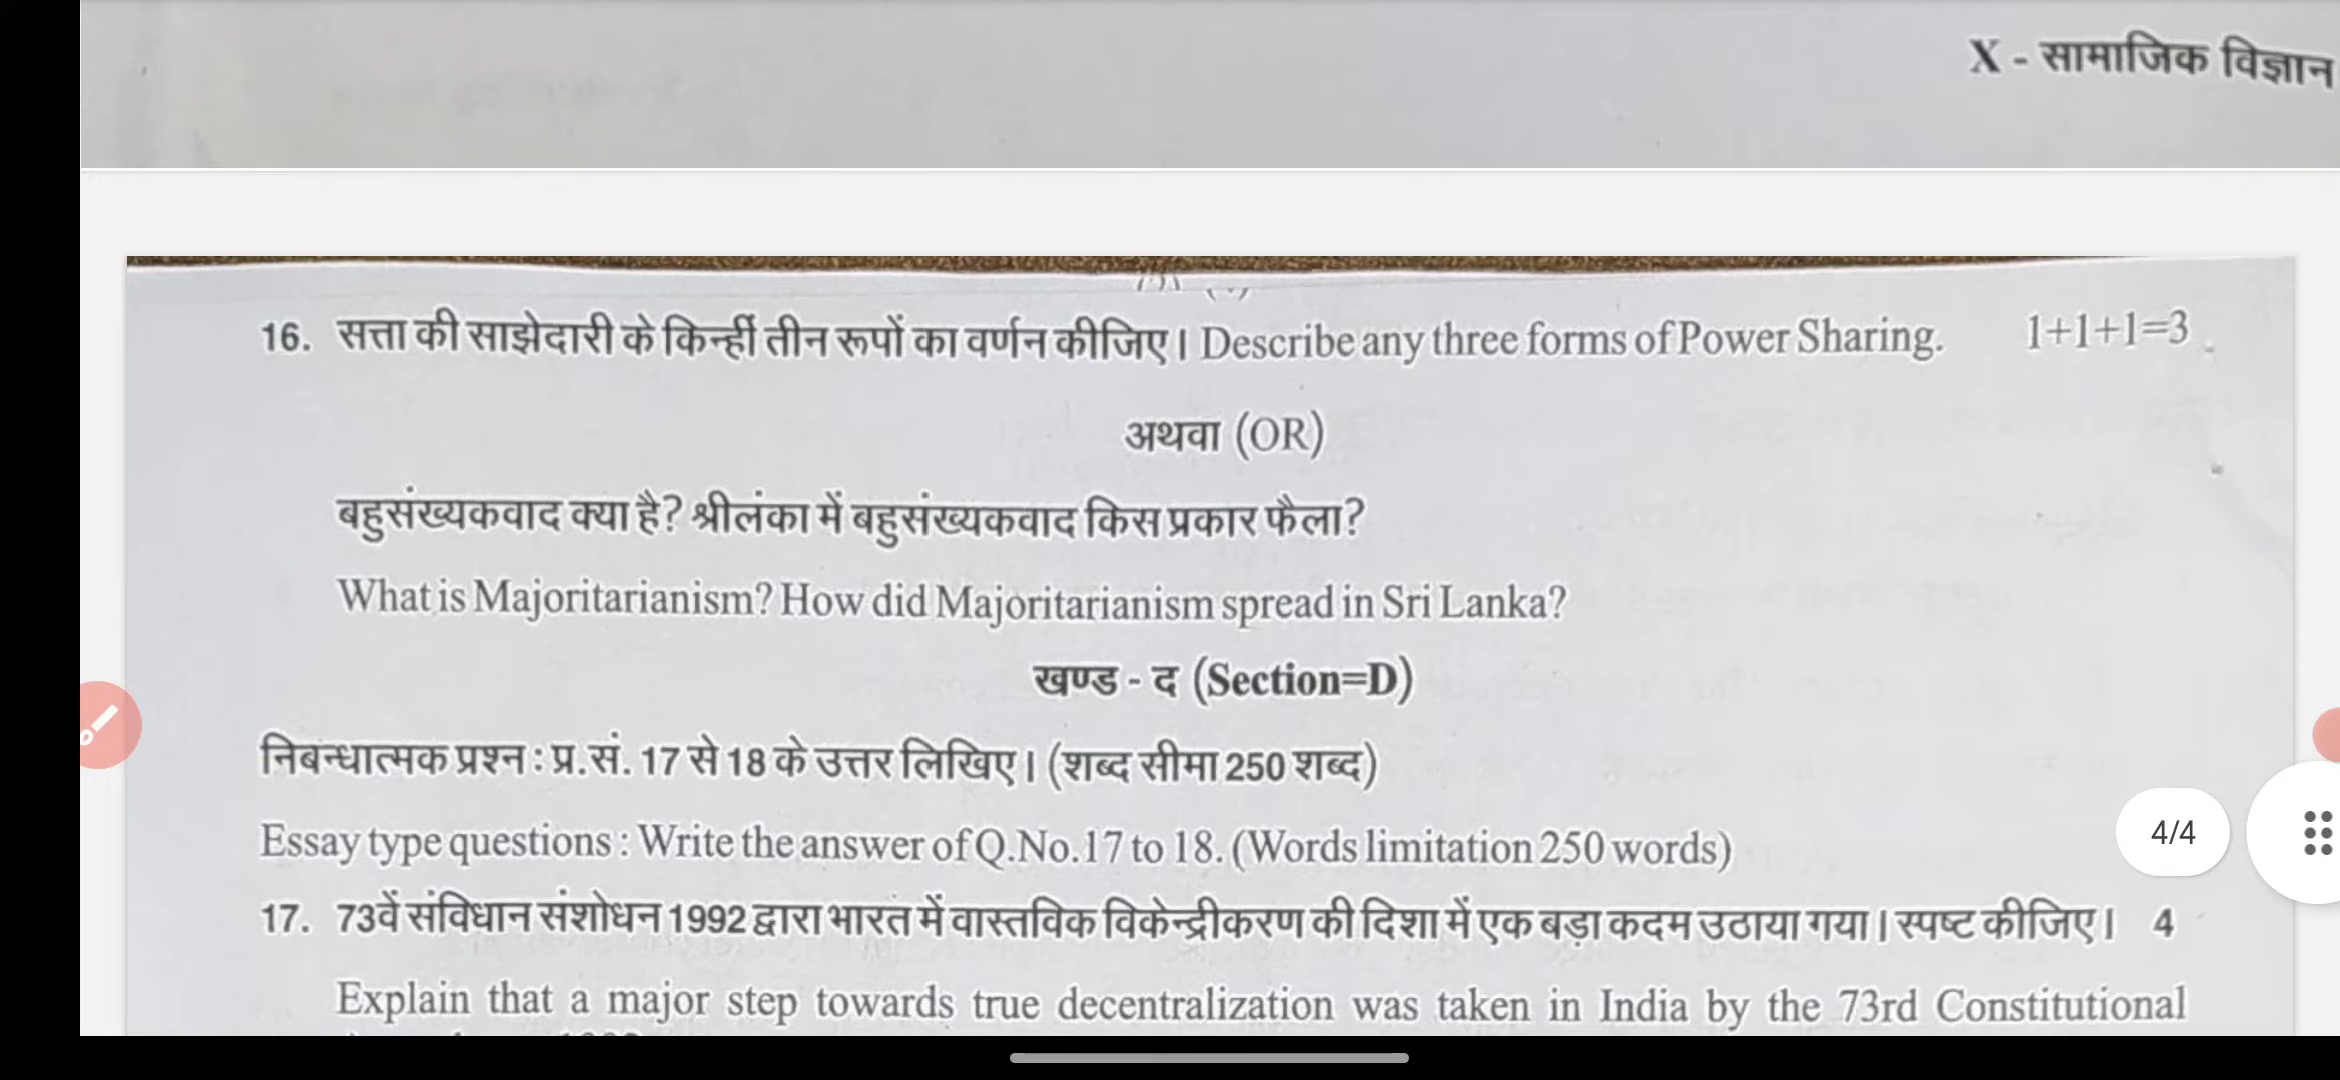 X - सामाजिक विज्ञान
16. सत्ता की साझेदारी के किन्हीं तीन रूपों का वर्णन कीजिए। Describe any three forms of Power Sharing. 1+1+1=3
अथवा (OR)
बहुसंख्यकवाद क्या है? श्रीलंका में बहुसंख्यकवाद किस प्रकार फैला?
What is Majoritarianism? How did Majoritarianism spread in Sri Lanka?
खण्ड - द (Section=D)
निबन्धात्मक प्रश्न : प्र.सं. 17 से 18 के उत्तर लिखिए। (शब्द सीमा 250 शब्द)
Essay type questions : Write the answer of Q.No.17 to 18. (Words limitation 250 words)
4/4
17. 73वें संविधान संशोधन 1992 द्वारा भारत में वास्तविक विकेन्द्रीकरण की दिशा में एक बड़ा कदम उठाया गया। स्पष्ट कीजिए। 4
Explain that a major step towards true decentralization was taken in India by the 73rd Constitutional